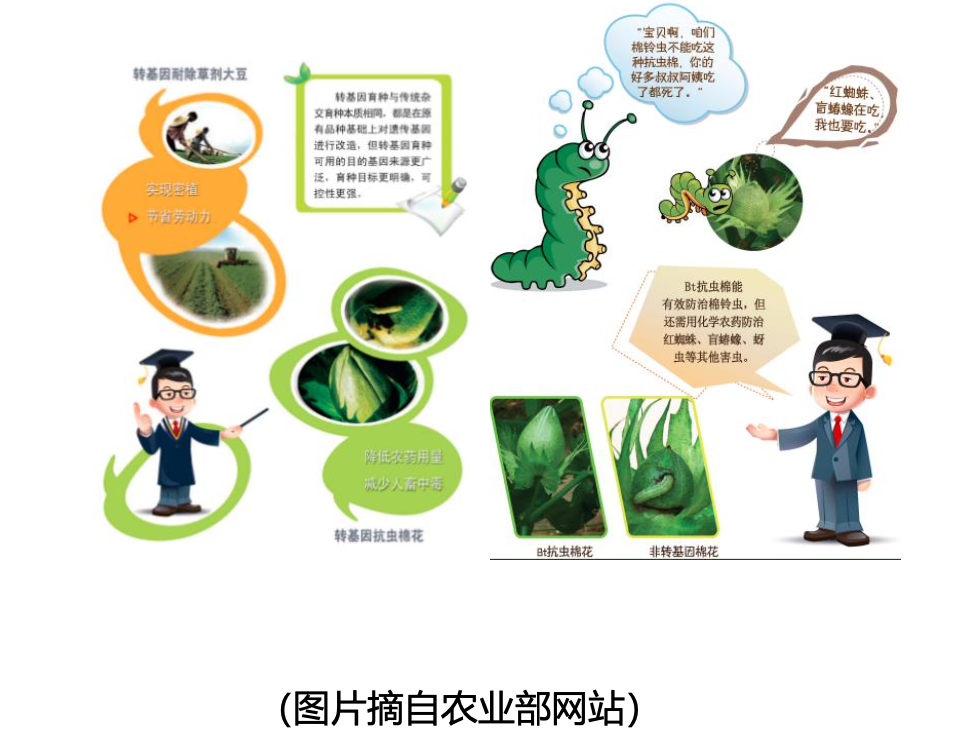 转基因耐除草剂大豆
转基因育种与传统杂
交育种本质相同，都是在原
有品种基础上对遗传基因
进行改造，但转基因育种
可用的目的基因来源更广
泛，育种目标更明确，可
控性更强。
实现密植
节省劳动力
降低农药用量
减少人畜中毒
转基因抗虫棉花
“宝贝啊，咱们
棉铃虫不能吃这
种抗虫棉，你的
好多叔叔阿姨吃
了都死了。”
“红蜘蛛、
盲蝽蟓在吃，
我也要吃。”
Bt抗虫棉能
有效防治棉铃虫，但
还需用化学农药防治
红蜘蛛、盲蝽蟓、蚜
虫等其他害虫。
Bt抗虫棉花
非转基因棉花
（图片摘自农业部网站）